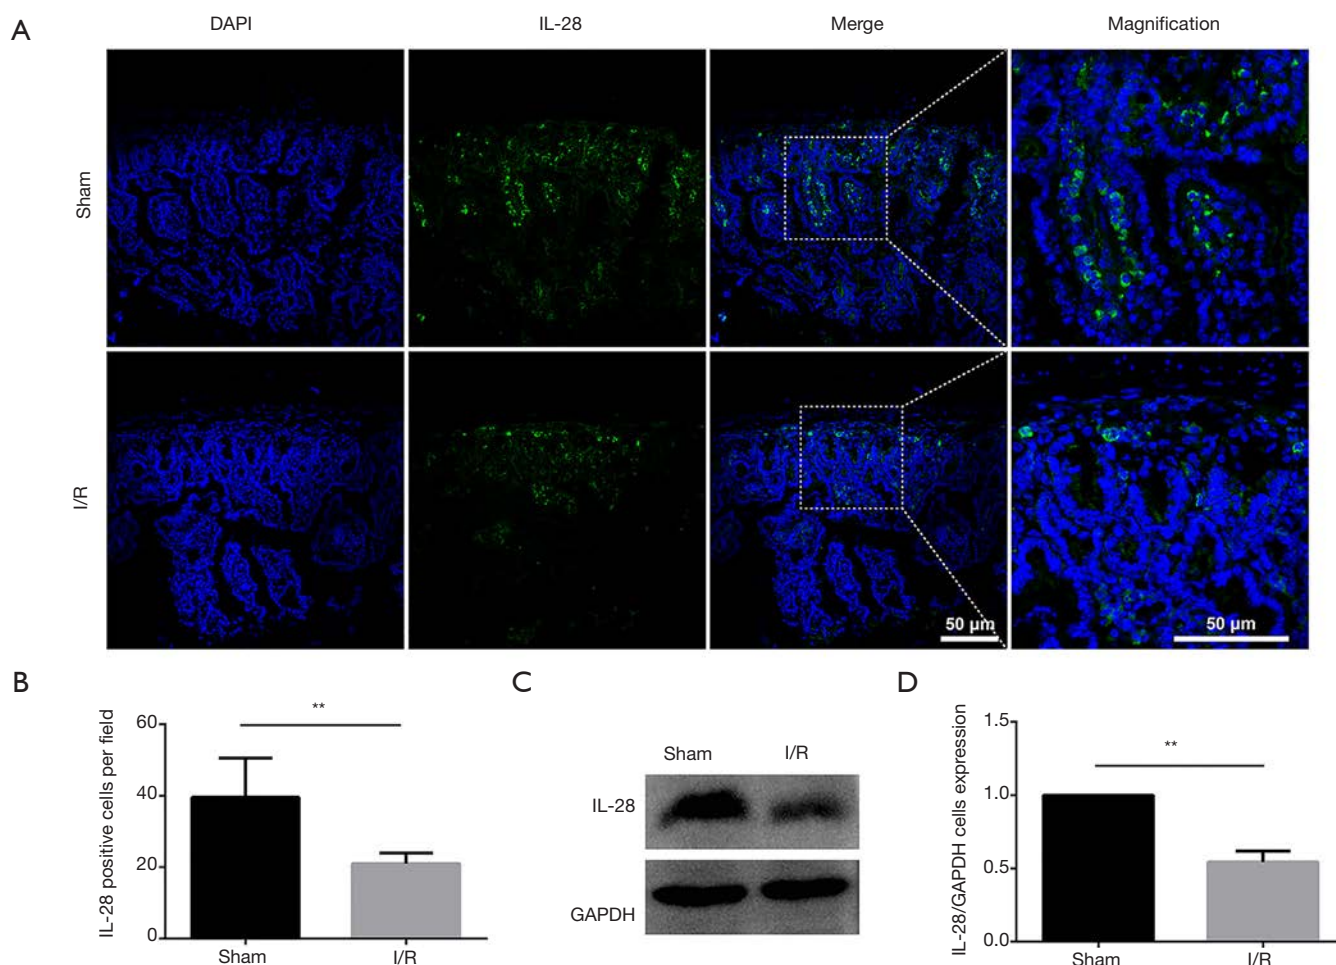 A
DAPI
IL-28
Merge
Magnification
Sham
I/R
50 μm
50 μm
B
IL-28 positive cells per field
60
40
20
0
**
Sham
I/R
C
Sham
I/R
IL-28
GAPDH
D
IL-28/GAPDH cells expression
1.5
1.0
0.5
0.0
**
Sham
I/R